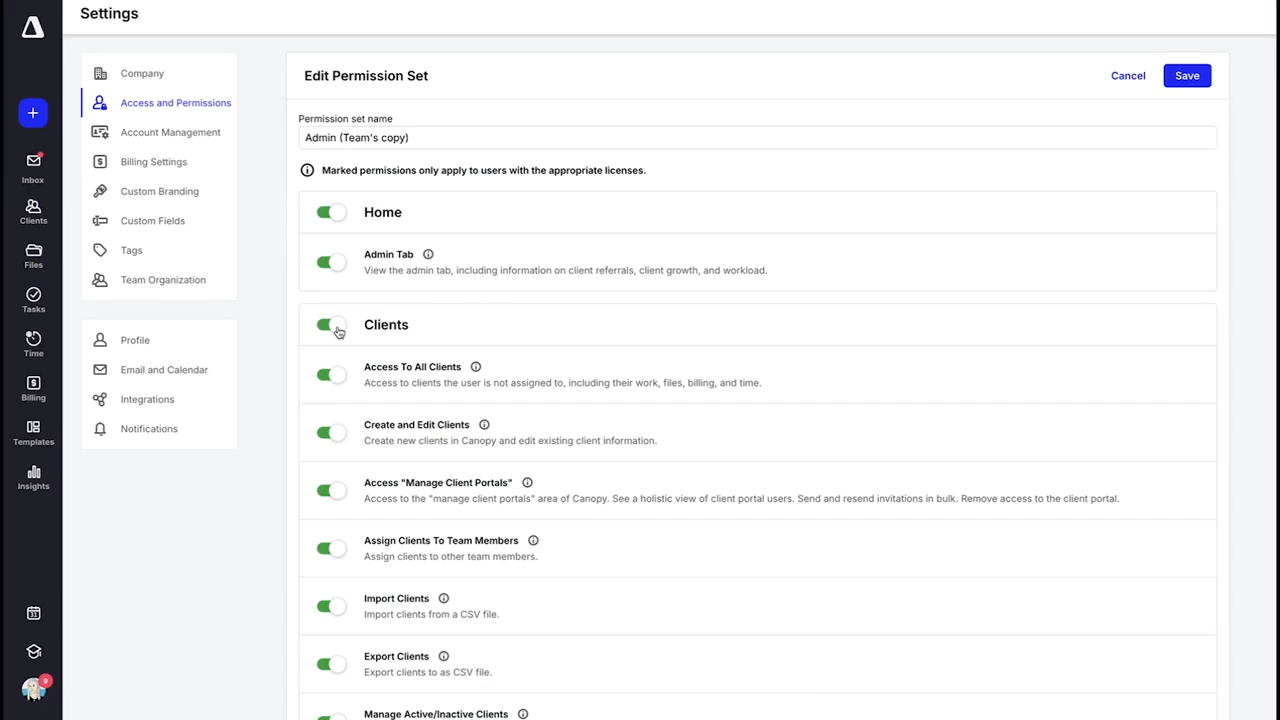 Settings
Inbox
Clients
Files
Tasks
Time
Billing
Templates
Insights
31
9
Company
Access and Permissions
Account Management
Billing Settings
Custom Branding
Custom Fields
Tags
Team Organization
Profile
Email and Calendar
Integrations
Notifications
Edit Permission Set
Cancel
Save
Permission set name
Admin (Team's copy)
Marked permissions only apply to users with the appropriate licenses.
Home
Admin Tab
View the admin tab, including information on client referrals, client growth, and workload.
Clients
Access To All Clients
Access to clients the user is not assigned to, including their work, files, billing, and time.
Create and Edit Clients
Create new clients in Canopy and edit existing client information.
Access "Manage Client Portals"
Access to the "manage client portals" area of Canopy. See a holistic view of client portal users. Send and resend invitations in bulk. Remove access to the client portal.
Assign Clients To Team Members
Assign clients to other team members.
Import Clients
Import clients from a CSV file.
Export Clients
Export clients to as CSV file.
Manage Active/Inactive Clients